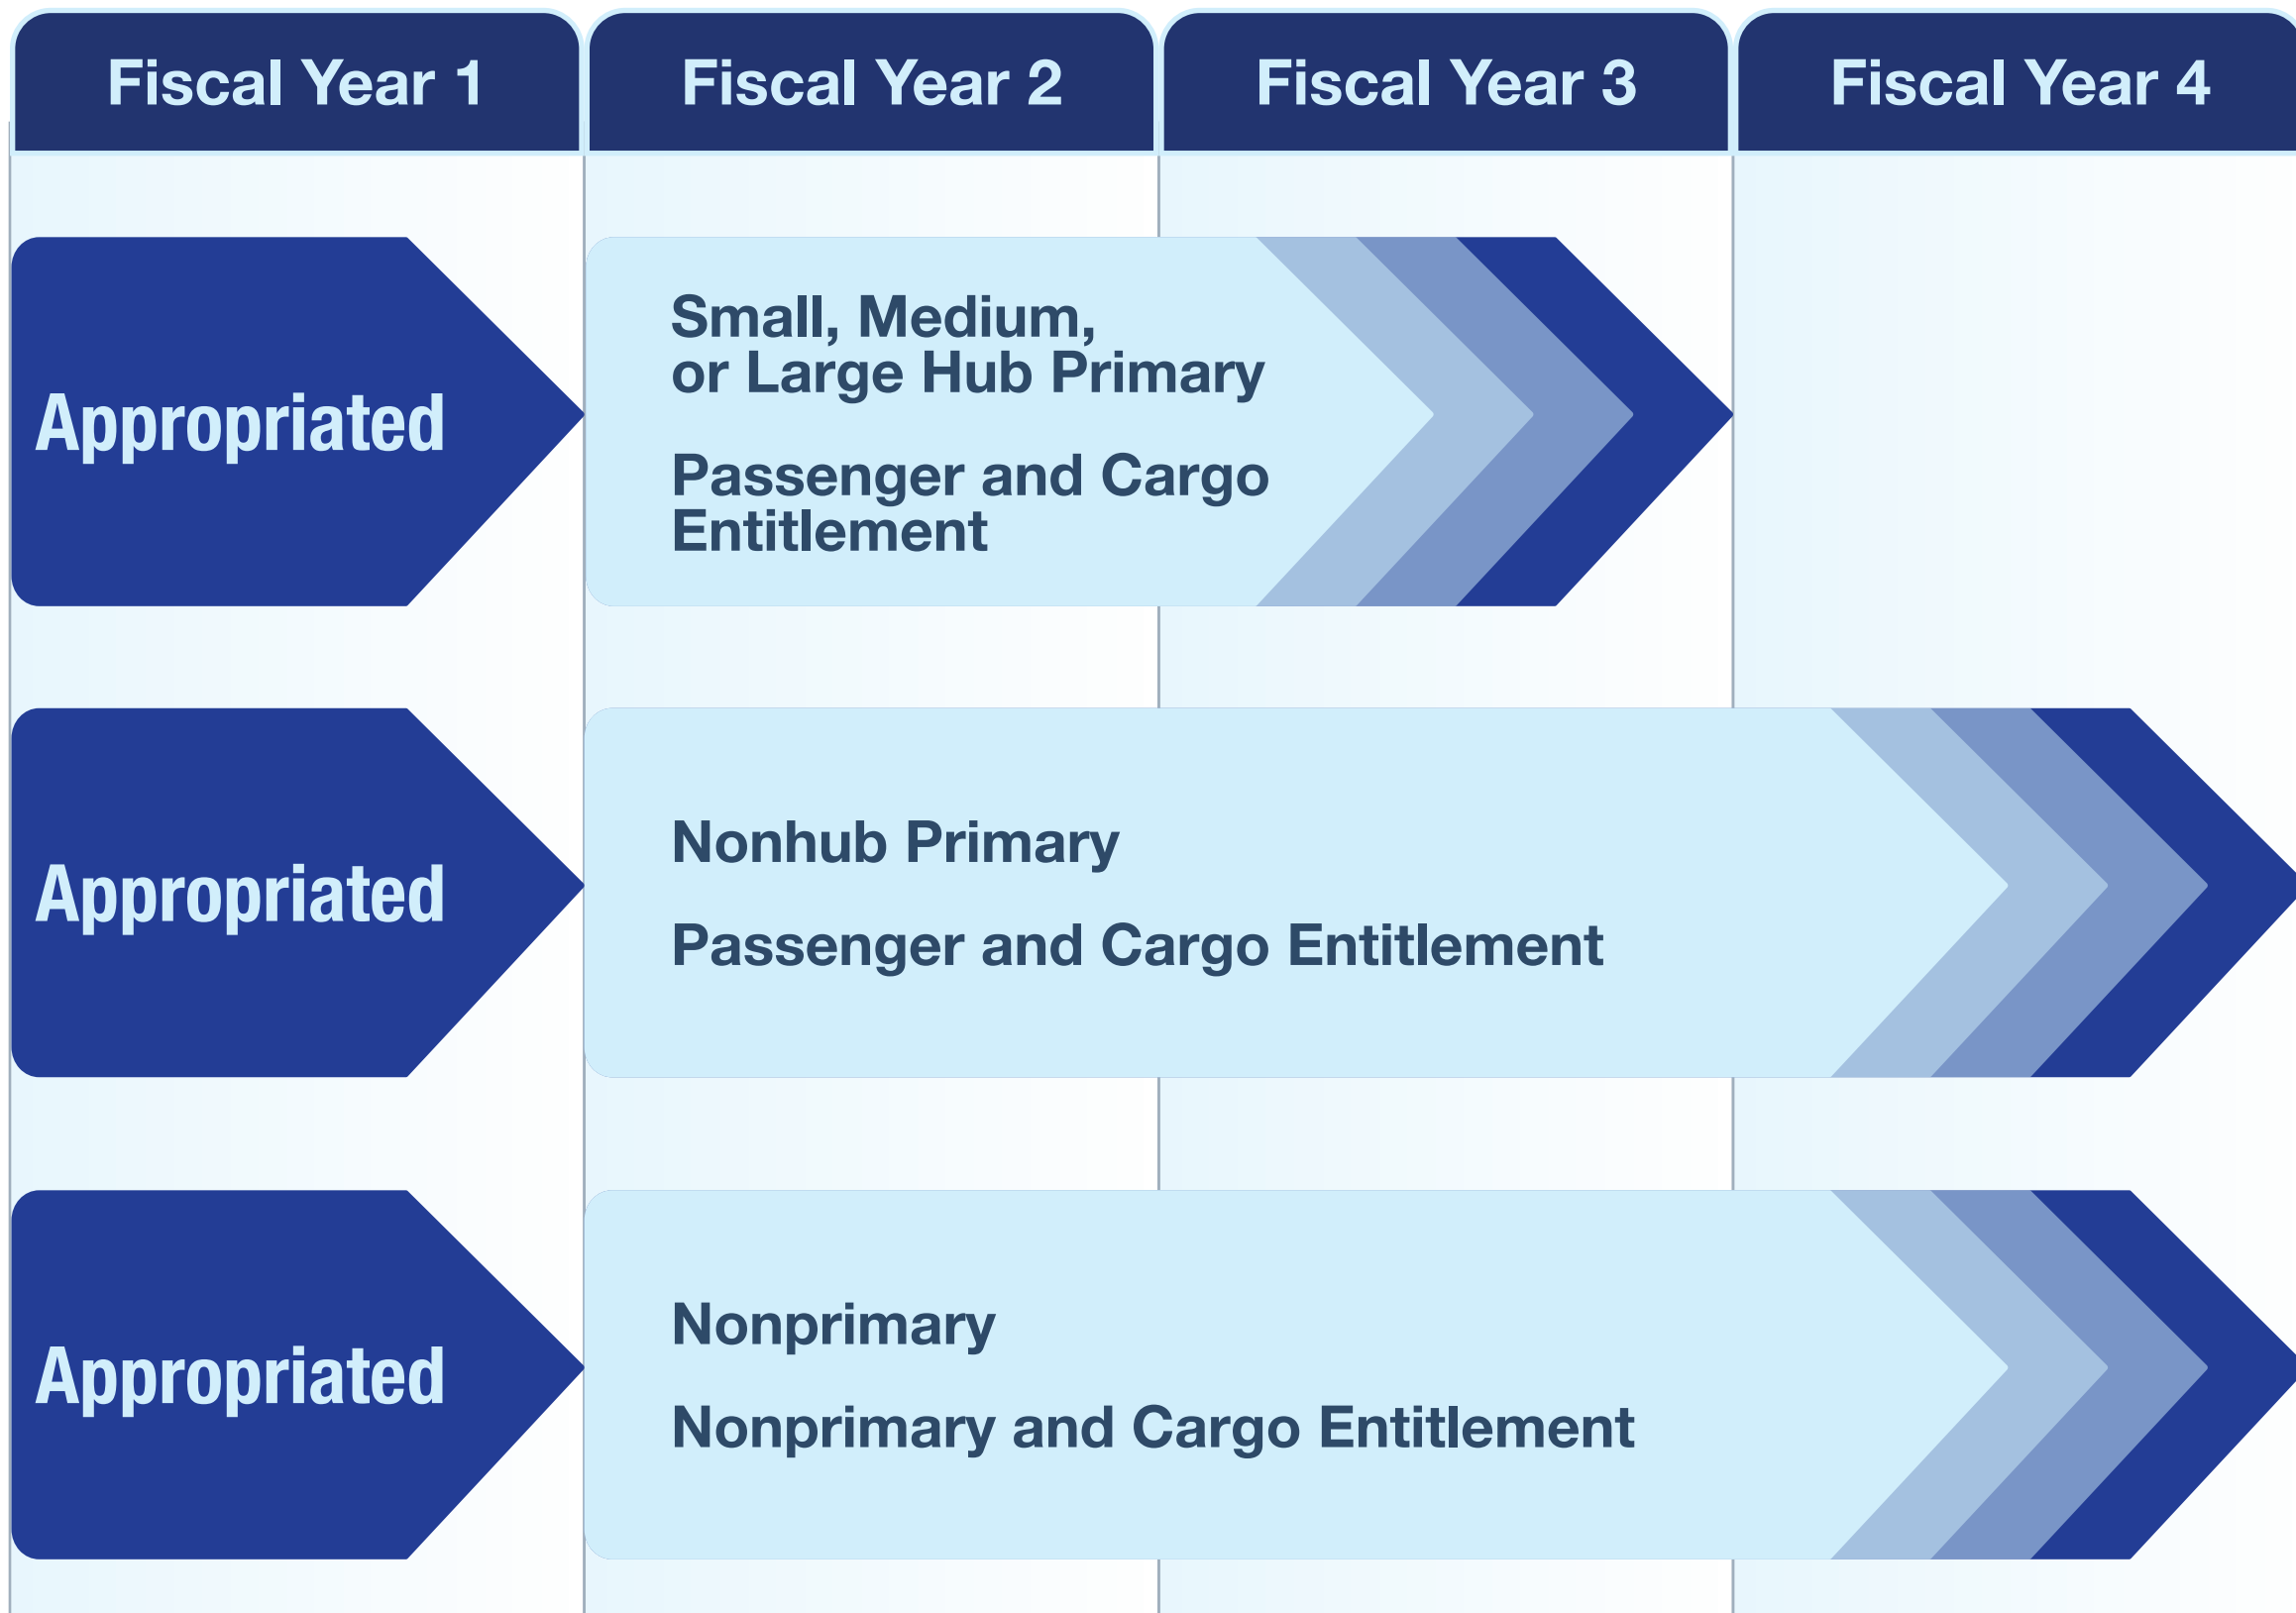 Fiscal Year 1
Fiscal Year 2
Fiscal Year 3
Fiscal Year 4
Appropriated
Small, Medium,
or Large Hub Primary
Passenger and Cargo
Entitlement
Appropriated
Nonhub Primary
Passenger and Cargo Entitlement
Appropriated
Nonprimary
Nonprimary and Cargo Entitlement